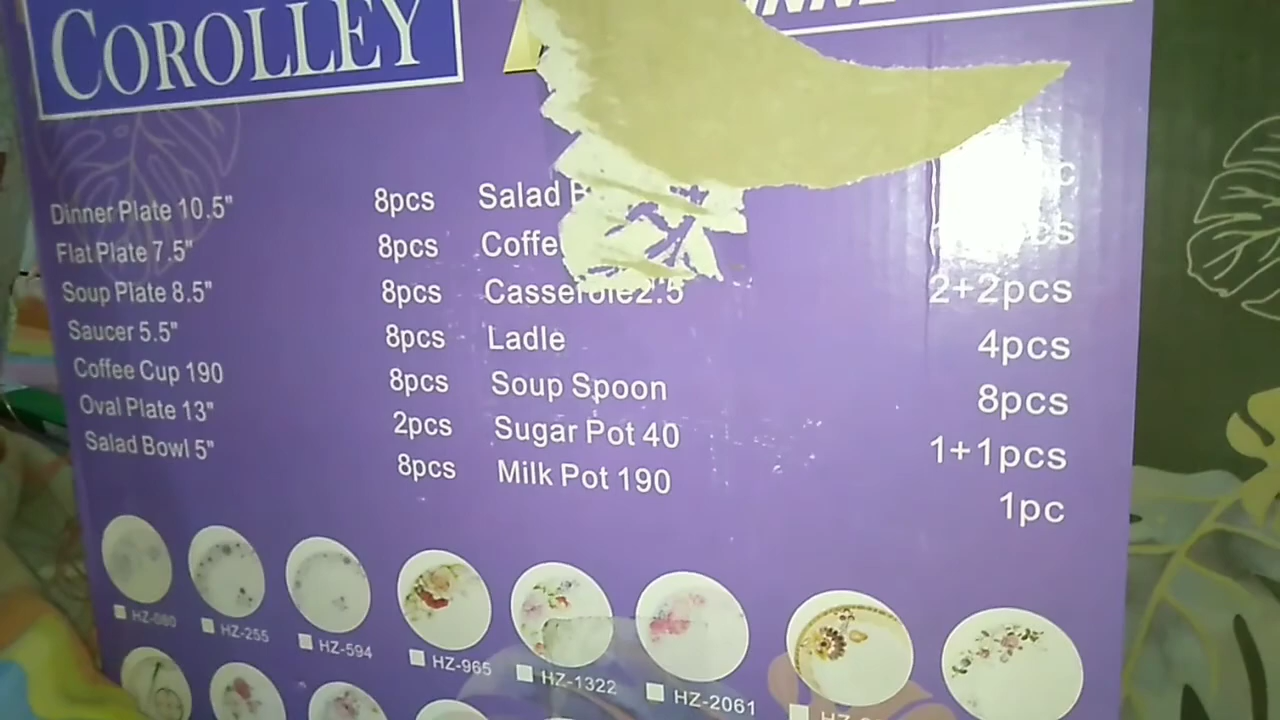 COROLLEY
Dinner Plate 10.5" 8pcs
Flat Plate 7.5" 8pcs
Soup Plate 8.5" 8pcs
Saucer 5.5" 8pcs
Coffee Cup 190 8pcs
Oval Plate 13" 2pcs
Salad Bowl 5" 8pcs
Salad
Casserole2.5 2+2pcs
Ladle 4pcs
Soup Spoon 8pcs
Sugar Pot 40 1+1pcs
Milk Pot 190 1pc
HZ-080 HZ-255 HZ-594 HZ-965 HZ-1322 HZ-2061